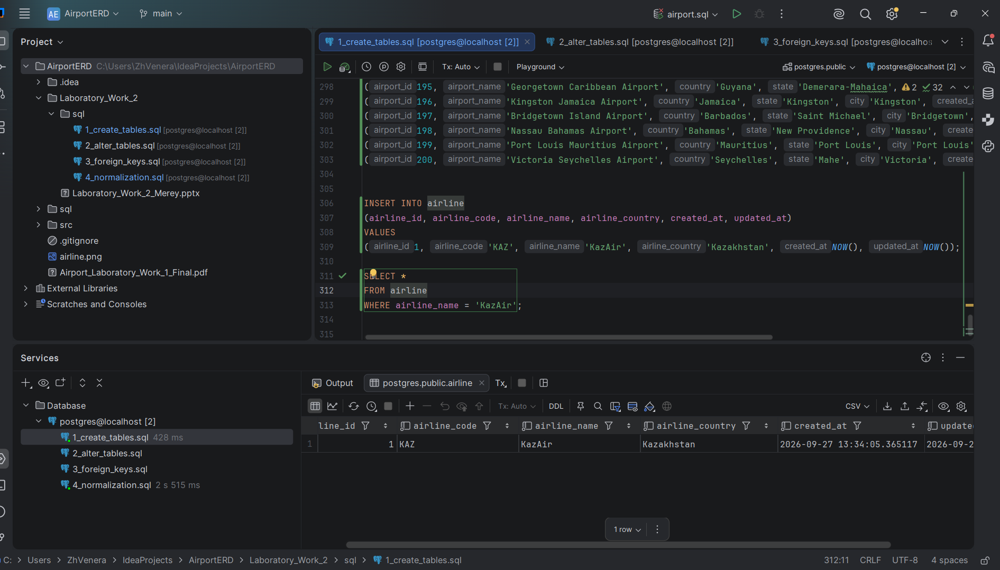 AE AirportERD main airport.sql
Project
AirportERD C:\Users\ZhVenera\IdeaProjects\AirportERD
.idea
Laboratory_Work_2
sql
1_create_tables.sql [postgres@localhost [2]]
2_alter_tables.sql [postgres@localhost [2]]
3_foreign_keys.sql [postgres@localhost [2]]
4_normalization.sql [postgres@localhost [2]]
Laboratory_Work_2_Merey.pptx
sql
src
.gitignore
airline.png
Airport_Laboratory_Work_1_Final.pdf
External Libraries
Scratches and Consoles
1_create_tables.sql [postgres@localhost [2]] 2_alter_tables.sql [postgres@localhost [2]] 3_foreign_keys.sql [postgres@localhos
Tx: Auto Playground postgres.public postgres@localhost [2]
298 ( airport_id 195, airport_name 'Georgetown Caribbean Airport', country 'Guyana', state 'Demerara-Mahaica', 2 32
299 ( airport_id 196, airport_name 'Kingston Jamaica Airport', country 'Jamaica', state 'Kingston', city 'Kingston', created_a
300 ( airport_id 197, airport_name 'Bridgetown Island Airport', country 'Barbados', state 'Saint Michael', city 'Bridgetown',
301 ( airport_id 198, airport_name 'Nassau Bahamas Airport', country 'Bahamas', state 'New Providence', city 'Nassau', create
302 ( airport_id 199, airport_name 'Port Louis Mauritius Airport', country 'Mauritius', state 'Port Louis', city 'Port Louis'
303 ( airport_id 200, airport_name 'Victoria Seychelles Airport', country 'Seychelles', state 'Mahe', city 'Victoria', create
304
305
306 INSERT INTO airline
307 (airline_id, airline_code, airline_name, airline_country, created_at, updated_at)
308 VALUES
309 ( airline_id 1, airline_code 'KAZ', airline_name 'KazAir', airline_country 'Kazakhstan', created_at NOW(), updated_at NOW());
310
311 SELECT *
312 FROM airline
313 WHERE airline_name = 'KazAir';
314
315
Services
Database
postgres@localhost [2]
1_create_tables.sql 428 ms
2_alter_tables.sql
3_foreign_keys.sql
4_normalization.sql 2 s 515 ms
Output postgres.public.airline Tx
Tx: Auto DDL CSV
line_id airline_code airline_name airline_country created_at update
1 1 KAZ KazAir Kazakhstan 2026-09-27 13:34:05.365117 2026-09-2
1 row
C: > Users > ZhVenera > IdeaProjects > AirportERD > Laboratory_Work_2 > sql > 1_create_tables.sql 312:11 CRLF UTF-8 4 spaces